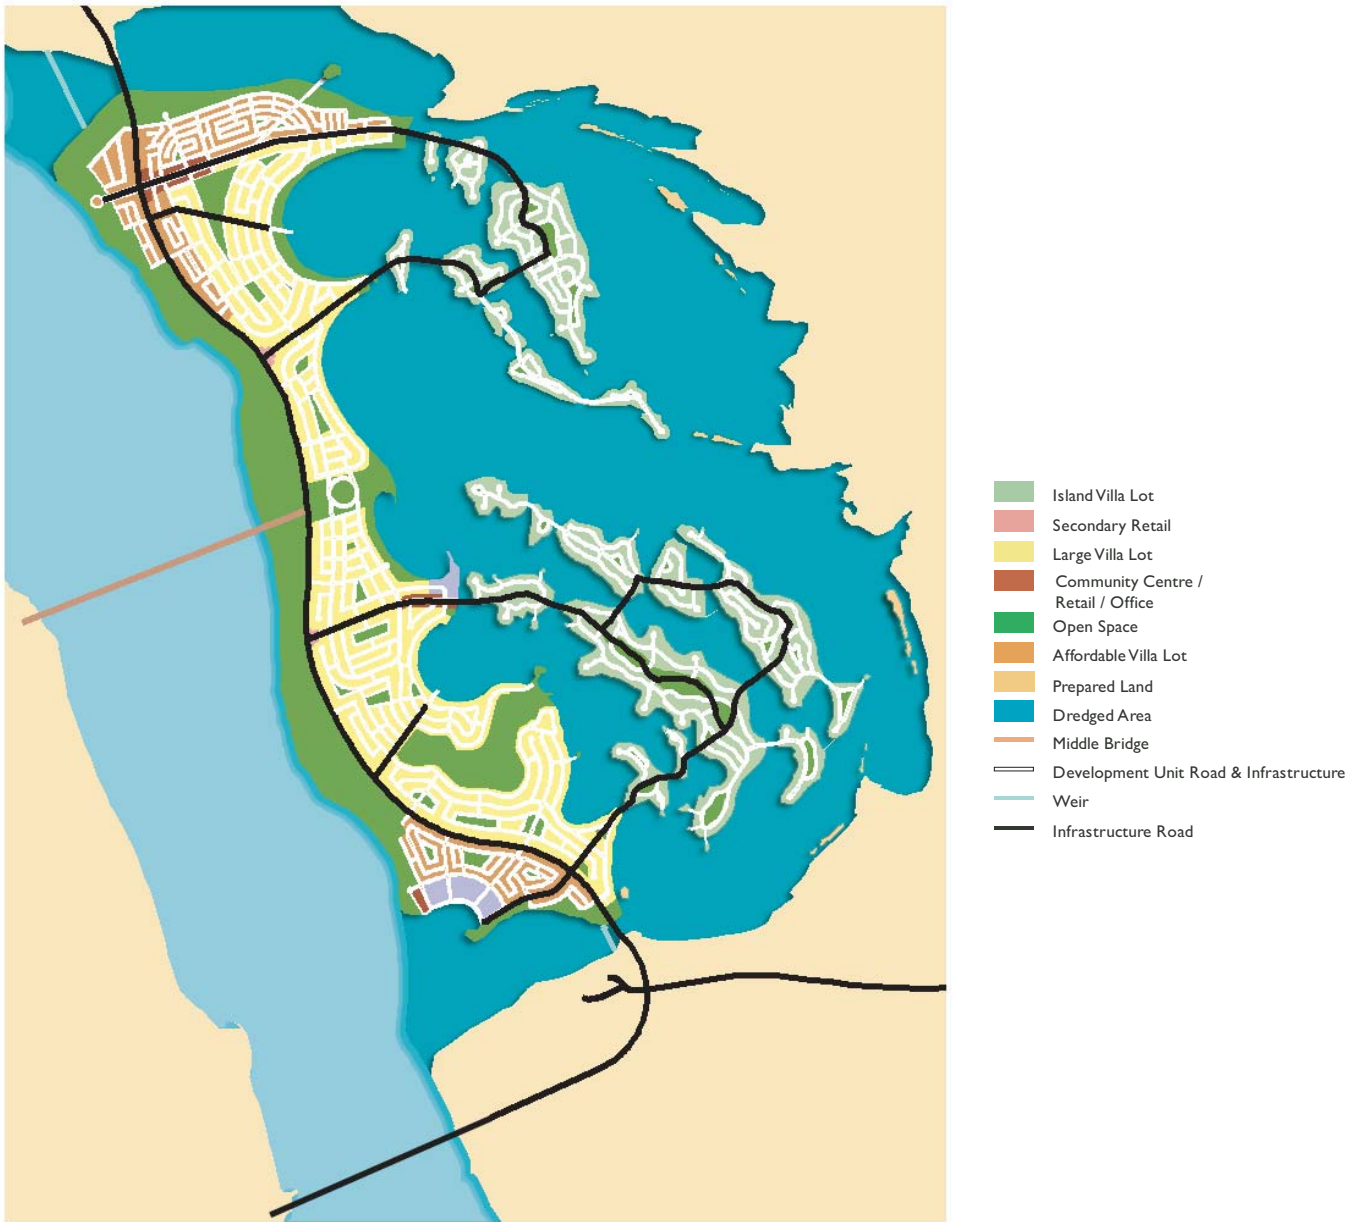 Island Villa Lot
Secondary Retail
Large Villa Lot
Community Centre /
Retail / Office
Open Space
Affordable Villa Lot
Prepared Land
Dredged Area
Middle Bridge
Development Unit Road & Infrastructure
Weir
Infrastructure Road